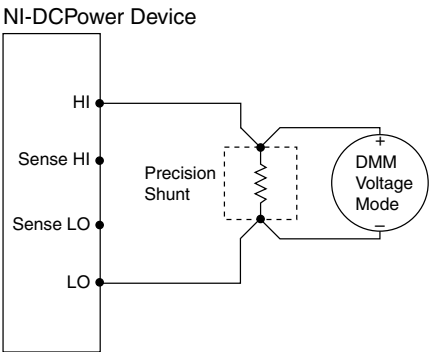 NI-DCPower Device
HI
Sense HI
Sense LO
LO
Precision
Shunt
+
DMM
Voltage
Mode
–